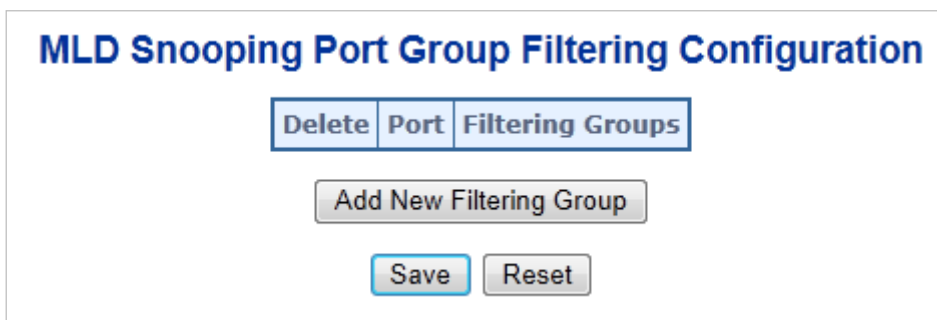 MLD Snooping Port Group Filtering Configuration
Delete Port Filtering Groups
Add New Filtering Group
Save Reset